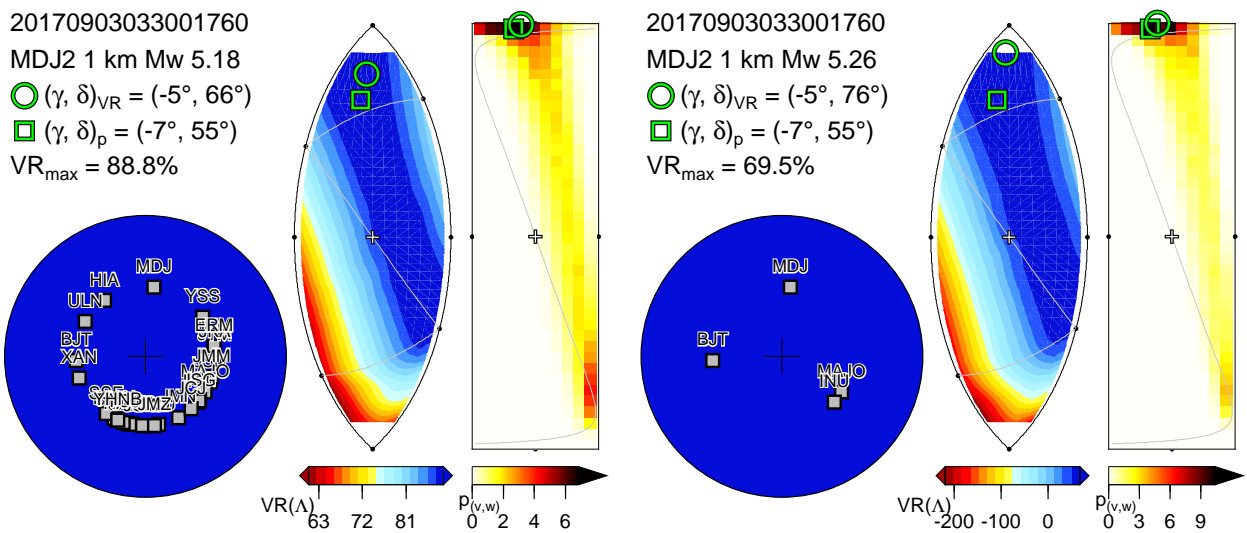 20170903033001760
MDJ2 1 km Mw 5.18
(γ, δ)VR = (-5°, 66°)
(γ, δ)p = (-7°, 55°)
VRmax = 88.8%
HIA
MDJ
ULN
YSS
ERM
BJT
XAN
JMM
MAJO
JSG
YHNB
JMZ
VR(Λ)
63 72 81
p(v,w)
0 2 4 6
20170903033001760
MDJ2 1 km Mw 5.26
(γ, δ)VR = (-5°, 76°)
(γ, δ)p = (-7°, 55°)
VRmax = 69.5%
MDJ
BJT
MAJO
INU
VR(Λ)
-200 -100 0
p(v,w)
0 3 6 9